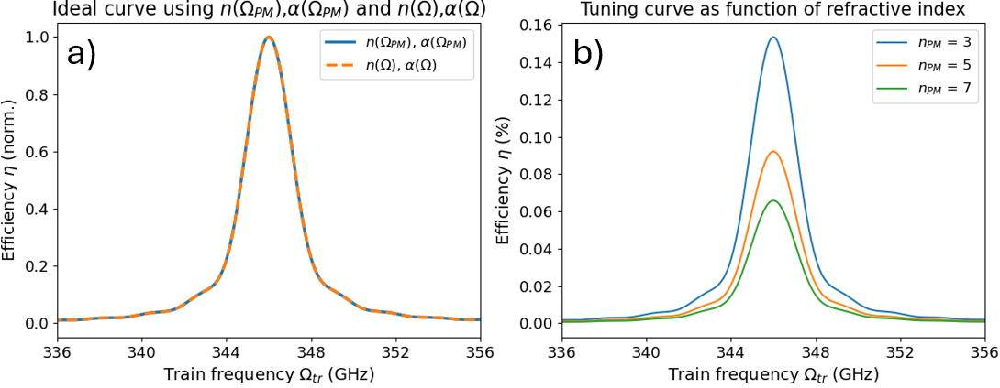 Ideal curve using n(Ω_PM),α(Ω_PM) and n(Ω),α(Ω)
a)
n(Ω_PM), α(Ω_PM)
n(Ω), α(Ω)
Efficiency η (norm.)
1.0
0.8
0.6
0.4
0.2
0.0
336 340 344 348 352 356
Train frequency Ω_tr (GHz)
Tuning curve as function of refractive index
b)
n_PM = 3
n_PM = 5
n_PM = 7
Efficiency η (%)
0.16
0.14
0.12
0.10
0.08
0.06
0.04
0.02
0.00
336 340 344 348 352 356
Train frequency Ω_tr (GHz)